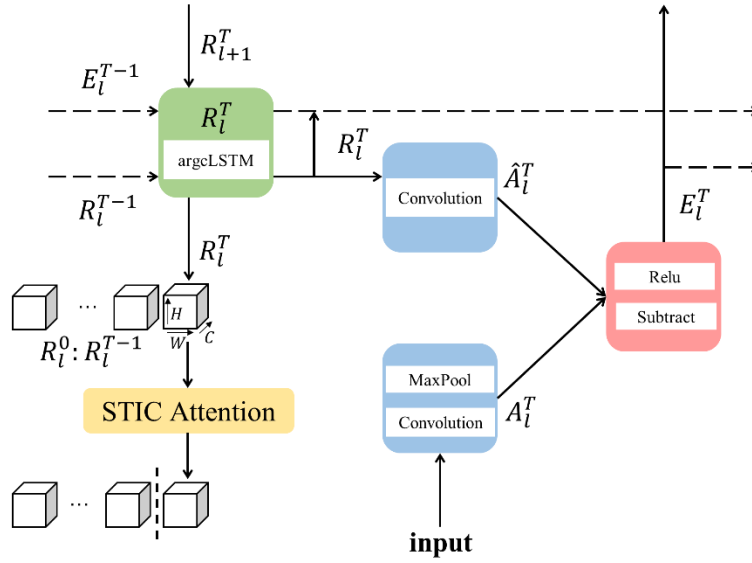 R_{l+1}^T
E_l^{T-1}
R_l^T
argcLSTM
R_l^T
Convolution
Â_l^T
R_l^{T-1}
R_l^T
E_l^T
Relu
Subtract
...
H
W
C
R_l^0: R_l^{T-1}
MaxPool
Convolution
A_l^T
STIC Attention
...
input